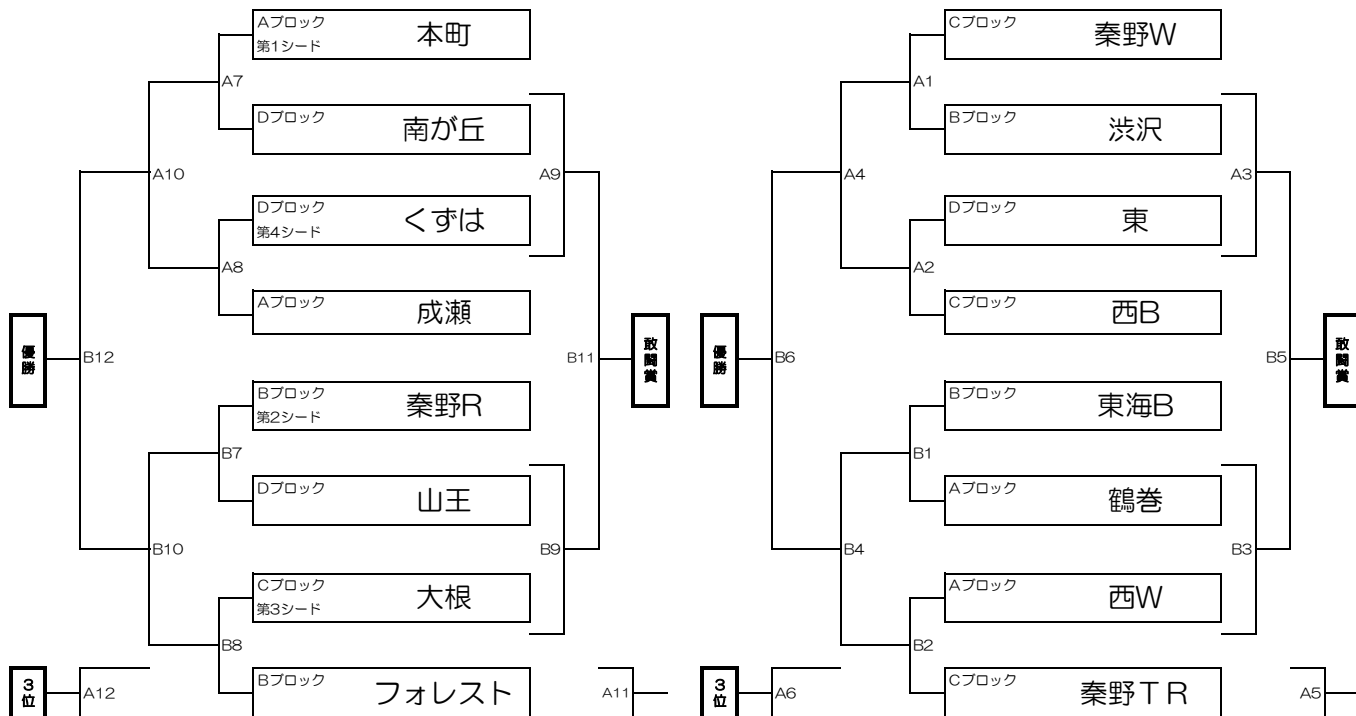 Aブロック
第1シード
本町
A7
Dブロック
南が丘
A10
A9
Dブロック
第4シード
くずは
A8
Aブロック
成瀬
優勝
B12
B11
敢闘賞
Bブロック
第2シード
秦野R
B7
Dブロック
山王
B10
B9
Cブロック
第3シード
大根
B8
Bブロック
フォレスト
3位
A12
A11
Cブロック
秦野W
A1
Bブロック
渋沢
A4
A3
Dブロック
東
A2
Cブロック
西B
優勝
B6
B5
敢闘賞
Bブロック
東海B
B1
Aブロック
鶴巻
B4
B3
Aブロック
西W
B2
Cブロック
秦野TR
3位
A6
A5